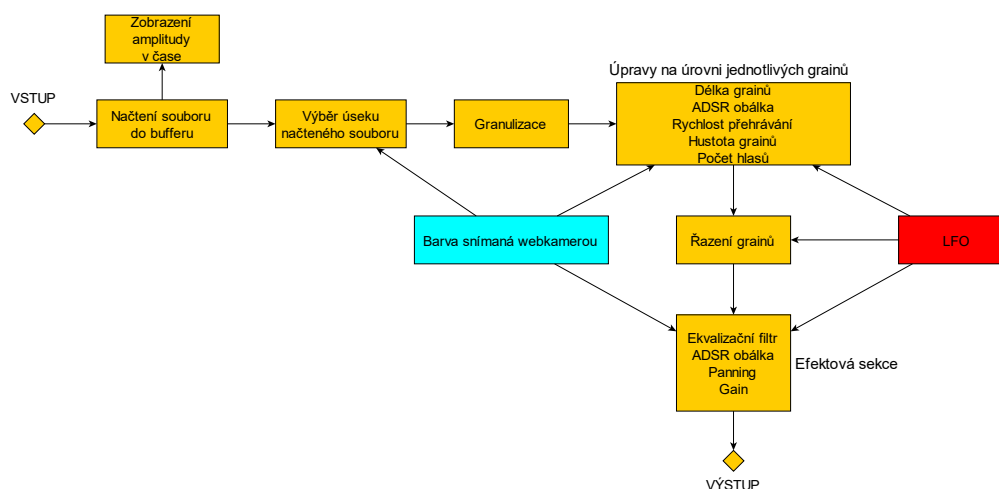 Zobrazení
amplitudy
v čase
Úpravy na úrovni jednotlivých grainů
VSTUP
Načtení souboru
do bufferu
Výběr úseku
načteného souboru
Granulizace
Délka grainů
ADSR obálka
Rychlost přehrávání
Hustota grainů
Počet hlasů
Barva snímaná webkamerou
Řazení grainů
LFO
Ekvalizační filtr
ADSR obálka
Panning
Gain
Efektová sekce
VÝSTUP